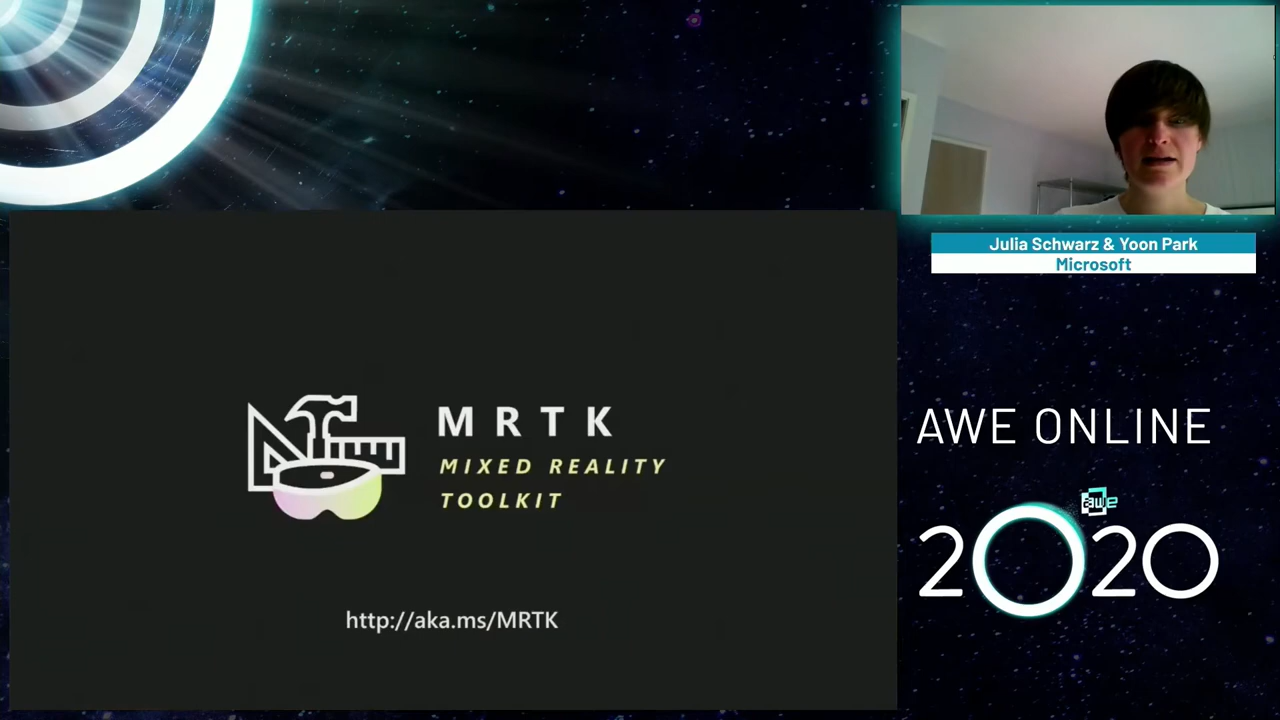 Julia Schwarz & Yoon Park
Microsoft
MRTK
MIXED REALITY
TOOLKIT
http://aka.ms/MRTK
AWE ONLINE
awe
2020